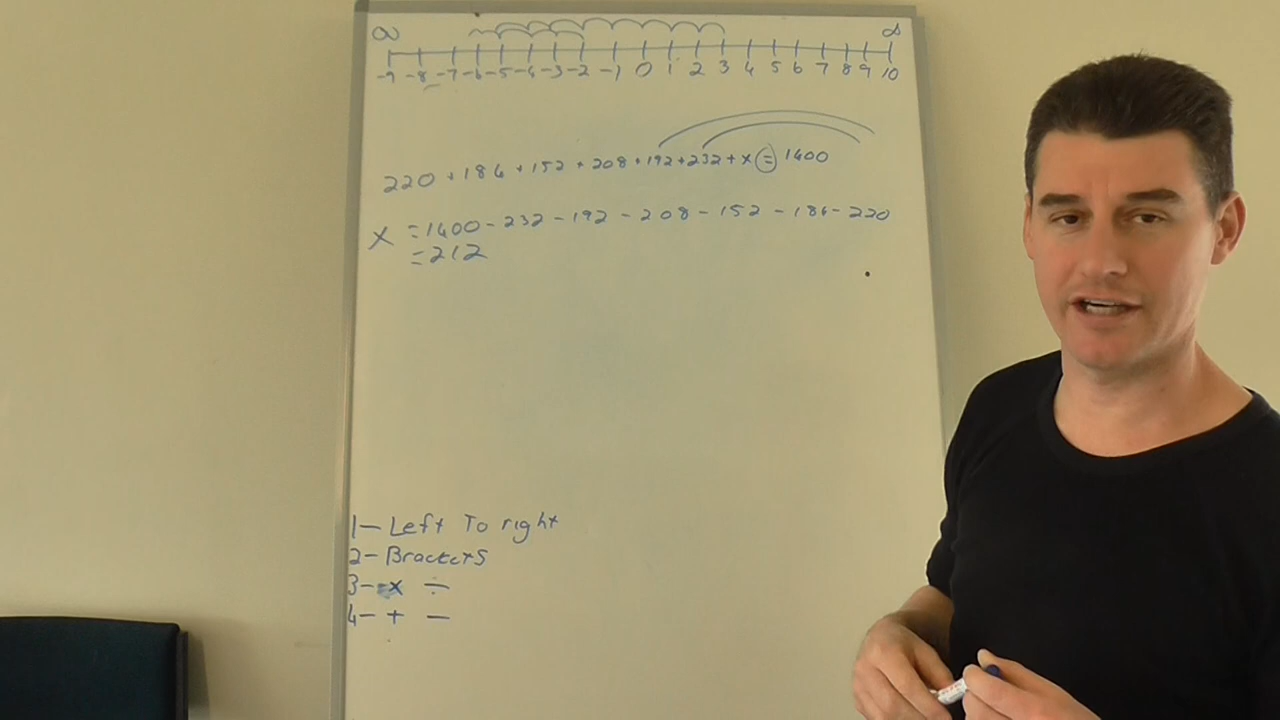 ∞ ∞
-9 -8 -7 -6 -5 -4 -3 -2 -1 0 1 2 3 4 5 6 7 8 9 10
220 + 184 + 152 + 208 + 192 + 232 + x = 1400
x = 1400 - 232 - 192 - 208 - 152 - 184 - 220
= 212
1- Left To right
2- Brackets
3- x ÷
4- + -